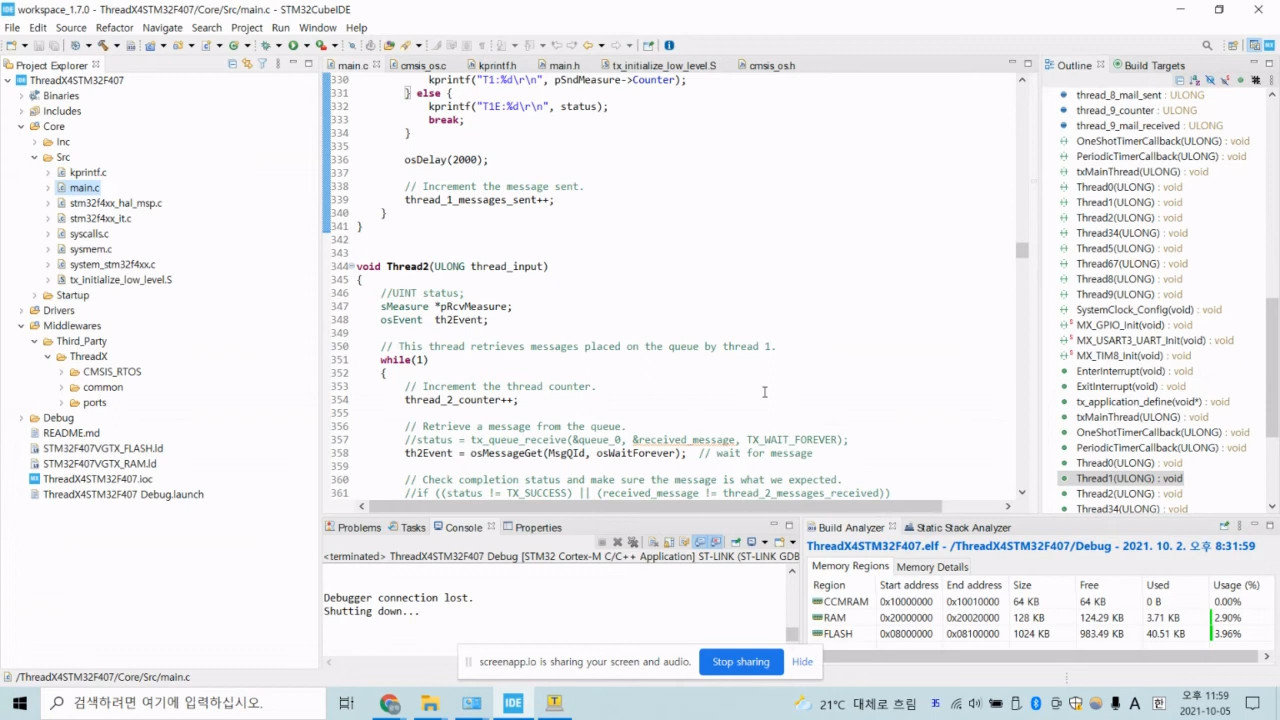 workspace_1.7.0 - ThreadX4STM32F407/Core/Src/main.c - STM32CubeIDE
File Edit Source Refactor Navigate Search Project Run Window Help
Project Explorer
ThreadX4STM32F407
Binaries
Includes
Core
Inc
Src
kprintf.c
main.c
stm32f4xx_hal_msp.c
stm32f4xx_it.c
syscalls.c
sysmem.c
system_stm32f4xx.c
tx_initialize_low_level.S
Startup
Drivers
Middlewares
Third_Party
ThreadX
CMSIS_RTOS
common
ports
Debug
README.md
STM32F407VGTX_FLASH.ld
STM32F407VGTX_RAM.ld
ThreadX4STM32F407.ioc
ThreadX4STM32F407 Debug.launch
main.c cmsis_os.c kprintf.h main.h tx_initialize_low_level.S cmsis_os.h
330 kprintf("T1:%d\r\n", pSndMeasure->Counter);
331 } else {
332 kprintf("T1E:%d\r\n", status);
333 break;
334 }
335
336 osDelay(2000);
337
338 // Increment the message sent.
339 thread_1_messages_sent++;
340 }
341 }
342
343
344 void Thread2(ULONG thread_input)
345 {
346 //UINT status;
347 sMeasure *pRcvMeasure;
348 osEvent th2Event;
349
350 // This thread retrieves messages placed on the queue by thread 1.
351 while(1)
352 {
353 // Increment the thread counter.
354 thread_2_counter++;
355
356 // Retrieve a message from the queue.
357 //status = tx_queue_receive(&queue_0, &received_message, TX_WAIT_FOREVER);
358 th2Event = osMessageGet(MsgQId, osWaitForever); // wait for message
359
360 // Check completion status and make sure the message is what we expected.
361 //if ((status != TX_SUCCESS) || (received_message != thread_2_messages_received))
Outline Build Targets
thread_8_mail_sent : ULONG
thread_9_counter : ULONG
thread_9_mail_received : ULONG
OneShotTimerCallback(ULONG) : void
PeriodicTimerCallback(ULONG) : void
txMainThread(ULONG) : void
Thread0(ULONG) : void
Thread1(ULONG) : void
Thread2(ULONG) : void
Thread34(ULONG) : void
Thread5(ULONG) : void
Thread67(ULONG) : void
Thread8(ULONG) : void
Thread9(ULONG) : void
SystemClock_Config(void) : void
MX_GPIO_Init(void) : void
MX_USART3_UART_Init(void) : void
MX_TIM8_Init(void) : void
EnterInterrupt(void) : void
ExitInterrupt(void) : void
tx_application_define(void*) : void
txMainThread(ULONG) : void
OneShotTimerCallback(ULONG) : void
PeriodicTimerCallback(ULONG) : void
Thread0(ULONG) : void
Thread1(ULONG) : void
Thread2(ULONG) : void
Thread34(ULONG) : void
Problems Tasks Console Properties
<terminated> ThreadX4STM32F407 Debug [STM32 Cortex-M C/C++ Application] ST-LINK (ST-LINK GDB
Debugger connection lost.
Shutting down...
Build Analyzer Static Stack Analyzer
ThreadX4STM32F407.elf - /ThreadX4STM32F407/Debug - 2021. 10. 2. 오후 8:31:59
Memory Regions Memory Details
Region Start address End address Size Free Used Usage (%)
CCMRAM 0x10000000 0x10010000 64 KB 64 KB 0 B 0.00%
RAM 0x20000000 0x20020000 128 KB 124.29 KB 3.71 KB 2.90%
FLASH 0x08000000 0x08100000 1024 KB 983.49 KB 40.51 KB 3.96%
screenapp.io is sharing your screen and audio. Stop sharing Hide
/ThreadX4STM32F407/Core/Src/main.c
검색하려면 여기에 입력하십시오.
IDE
21°C 대체로 흐림
A 한
오후 11:59
2021-10-05